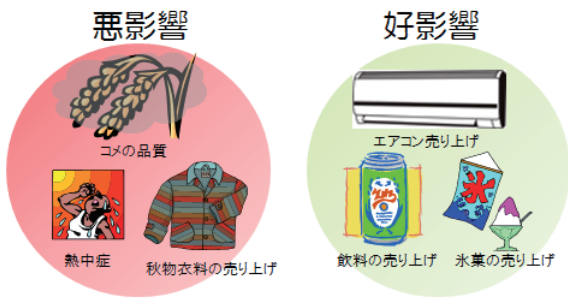 悪影響
好影響
コメの品質
エアコン売り上げ
熱中症
秋物衣料の売り上げ
飲料の売り上げ
氷菓の売り上げ
氷